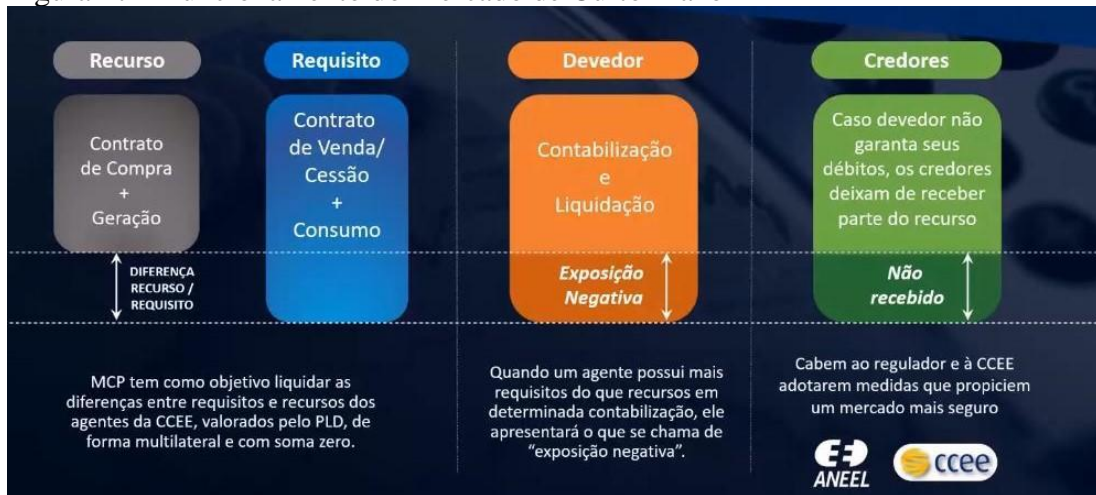 Recurso
Requisito
Devedor
Credores
Contrato
de Compra
+
Geração
Contrato
de Venda/
Cessão
+
Consumo
Contabilização
e
Liquidação
Caso devedor não
garanta seus
débitos, os credores
deixam de receber
parte do recurso
DIFERENÇA
RECURSO /
REQUISITO
Exposição
Negativa
Não
recebido
MCP tem como objetivo liquidar as
diferenças entre requisitos e recursos dos
agentes da CCEE, valorados pelo PLD, de
forma multilateral e com soma zero.
Quando um agente possui mais
requisitos do que recursos em
determinada contabilização, ele
apresentará o que se chama de
“exposição negativa”.
Cabem ao regulador e à CCEE
adotarem medidas que propiciem
um mercado mais seguro
ANEEL
ccee